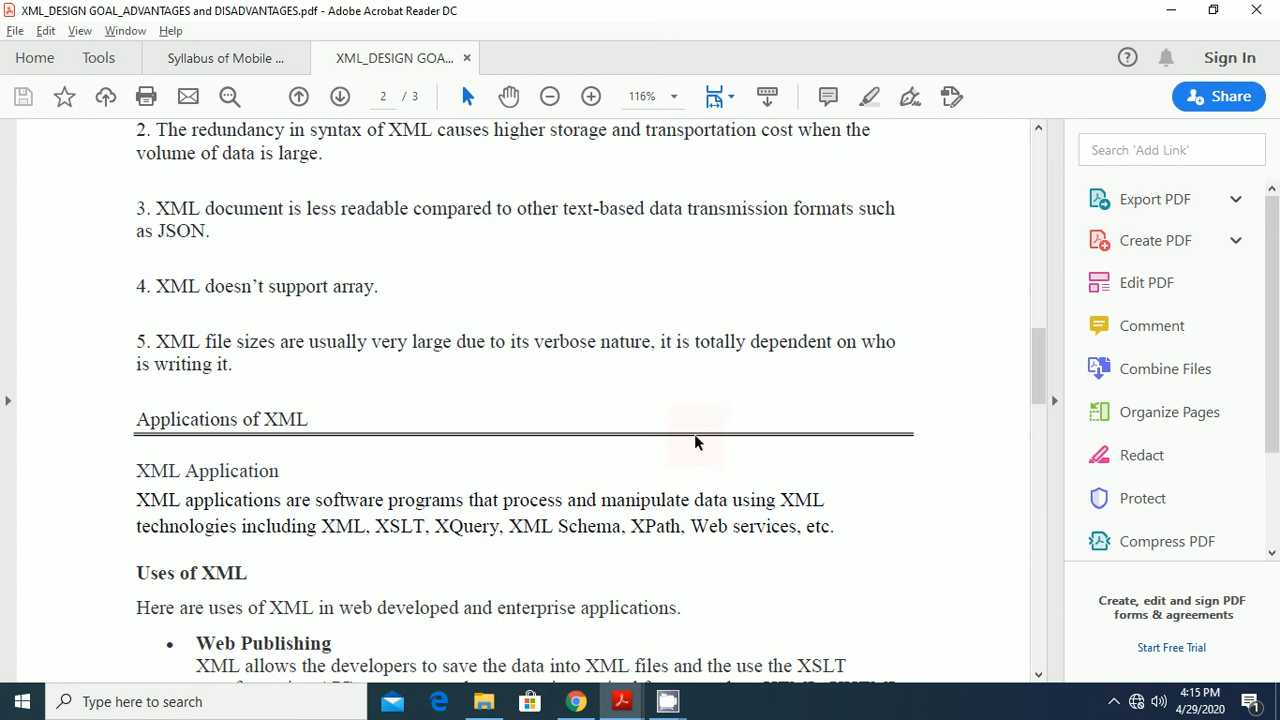 XML_DESIGN GOAL_ADVANTAGES and DISADVANTAGES.pdf - Adobe Acrobat Reader DC
File Edit View Window Help
Home Tools Syllabus of Mobile ... XML_DESIGN GOA... × Sign In
2 / 3 116% Share
2. The redundancy in syntax of XML causes higher storage and transportation cost when the
volume of data is large.
3. XML document is less readable compared to other text-based data transmission formats such
as JSON.
4. XML doesn’t support array.
5. XML file sizes are usually very large due to its verbose nature, it is totally dependent on who
is writing it.
Applications of XML
XML Application
XML applications are software programs that process and manipulate data using XML
technologies including XML, XSLT, XQuery, XML Schema, XPath, Web services, etc.
Uses of XML
Here are uses of XML in web developed and enterprise applications.
• Web Publishing
XML allows the developers to save the data into XML files and the use the XSLT
Search 'Add Link'
Export PDF
Create PDF
Edit PDF
Comment
Combine Files
Organize Pages
Redact
Protect
Compress PDF
Create, edit and sign PDF
forms & agreements
Start Free Trial
Type here to search
4:15 PM
4/29/2020
1